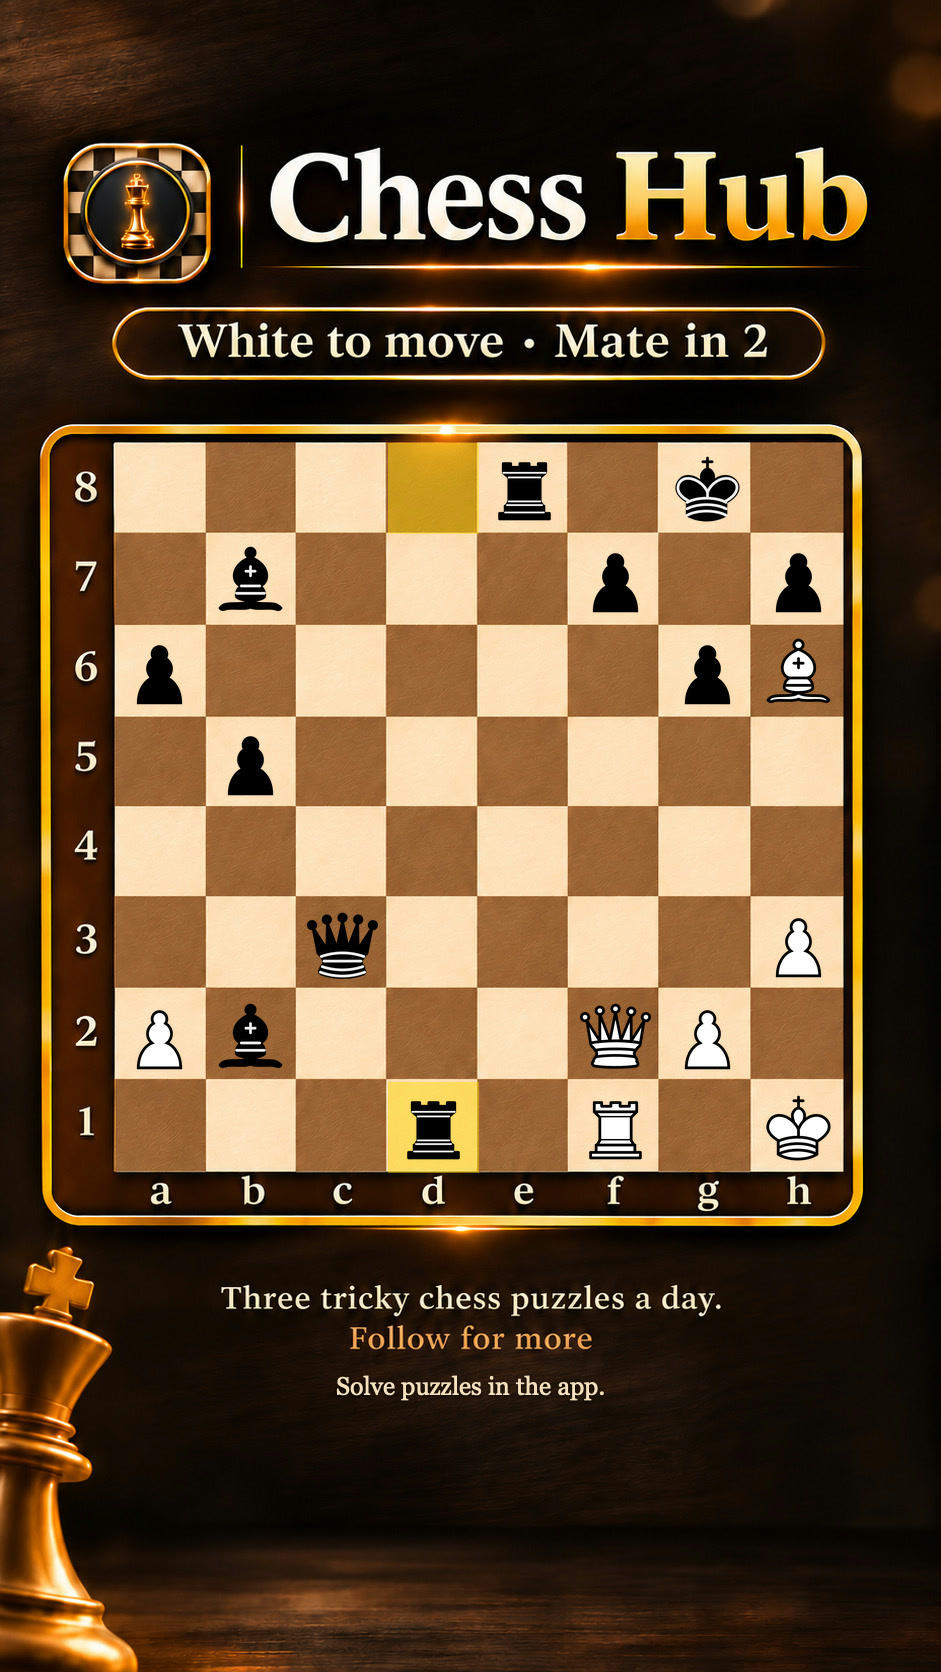 Chess Hub
White to move • Mate in 2
8
7
6
5
4
3
2
1
a b c d e f g h
Three tricky chess puzzles a day.
Follow for more
Solve puzzles in the app.